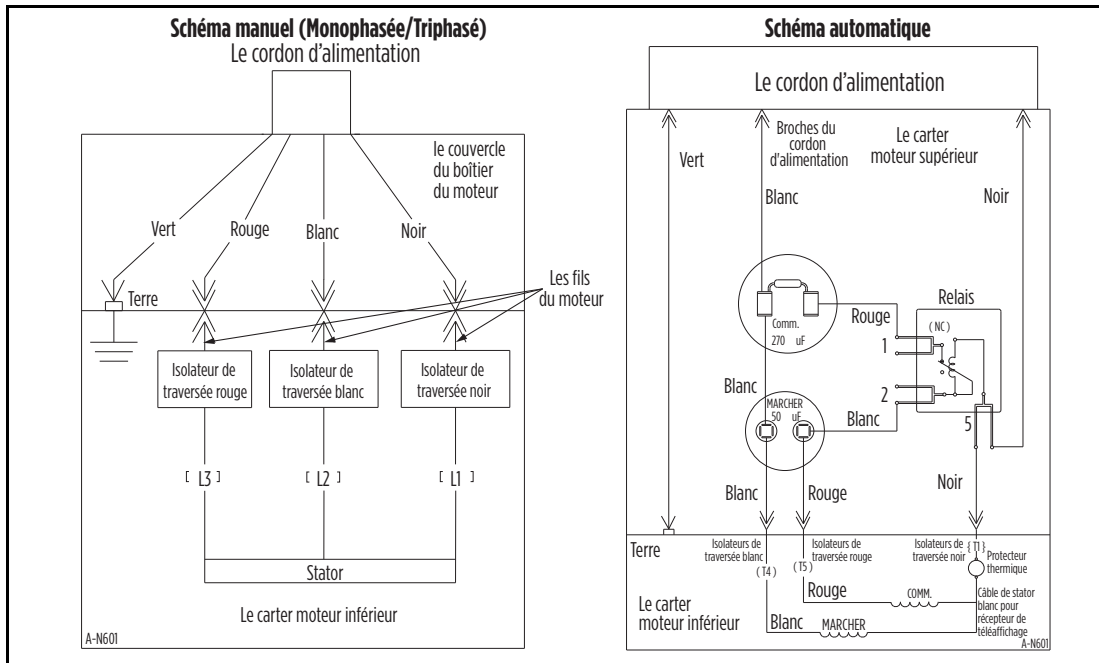 Schéma manuel (Monophasée/Triphasé)
Le cordon d'alimentation
le couvercle
du boîtier
du moteur
Vert
Rouge
Blanc
Noir
Terre
Les fils
du moteur
Isolateur de
traversée rouge
Isolateur de
traversée blanc
Isolateur de
traversée noir
[ L3 ]
[ L2 ]
[ L1 ]
Stator
Le carter moteur inférieur
A-N601
Schéma automatique
Le cordon d'alimentation
Broches du
cordon
d'alimentation
Le carter
moteur supérieur
Vert
Blanc
Noir
Comm.
270 uF
Rouge
Relais
(NC)
1
2
5
Blanc
MARCHER
50 uF
Blanc
Blanc
Rouge
Noir
Terre
Isolateurs de
traversée blanc
(T4)
Isolateurs de
traversée rouge
(T5)
Isolateurs de
traversée noir
{T1}
Protecteur
thermique
Rouge
COMM.
Câble de stator
blanc pour
récepteur de
téléaffichage
Le carter
moteur inférieur
Blanc
MARCHER
A-N601